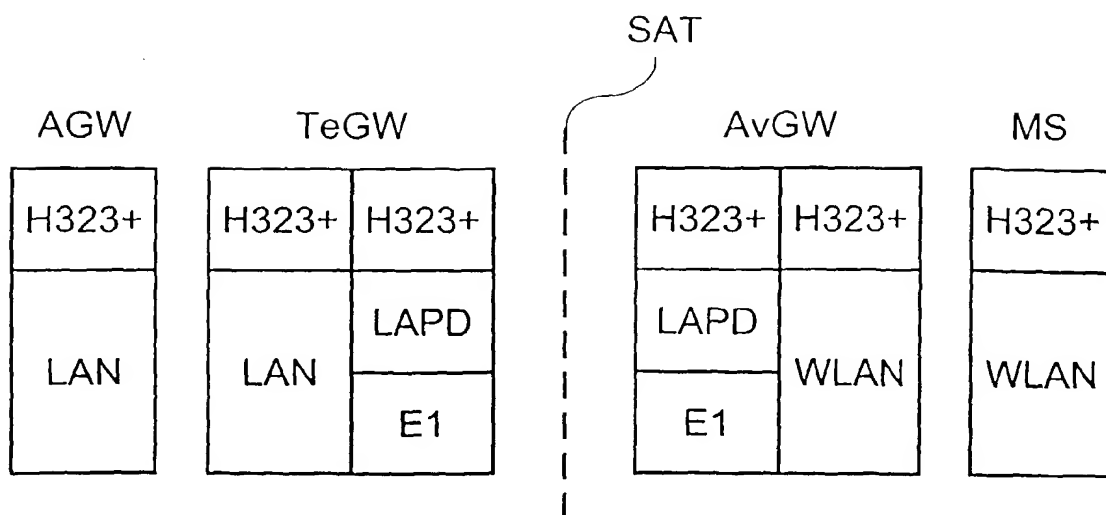 SAT
AGW TeGW AvGW MS
H323+ H323+ H323+ H323+ H323+ H323+
LAPD LAPD
LAN LAN WLAN WLAN
E1 E1